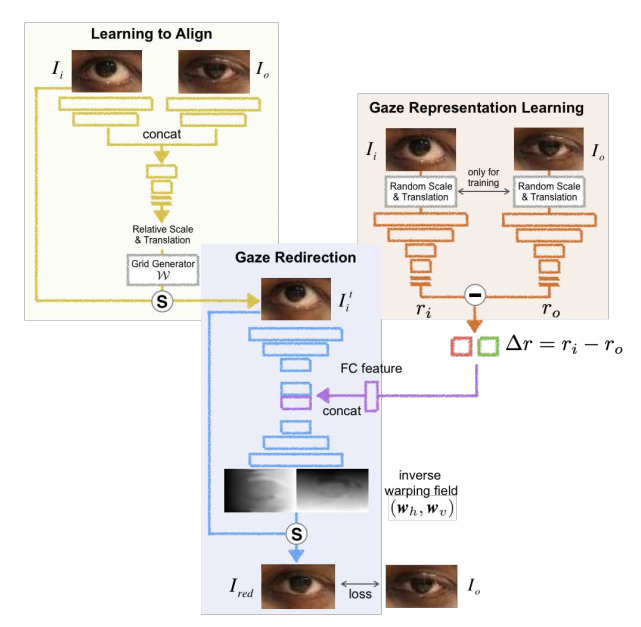 Learning to Align
I_i
I_o
concat
Relative Scale
& Translation
Grid Generator
𝒲
S
Gaze Representation Learning
I_i
I_o
only for
training
Random Scale
& Translation
Random Scale
& Translation
r_i
−
r_o
Δr = r_i − r_o
Gaze Redirection
I_i^t
FC feature
concat
inverse
warping field
(w_h, w_v)
S
I_red
loss
I_o